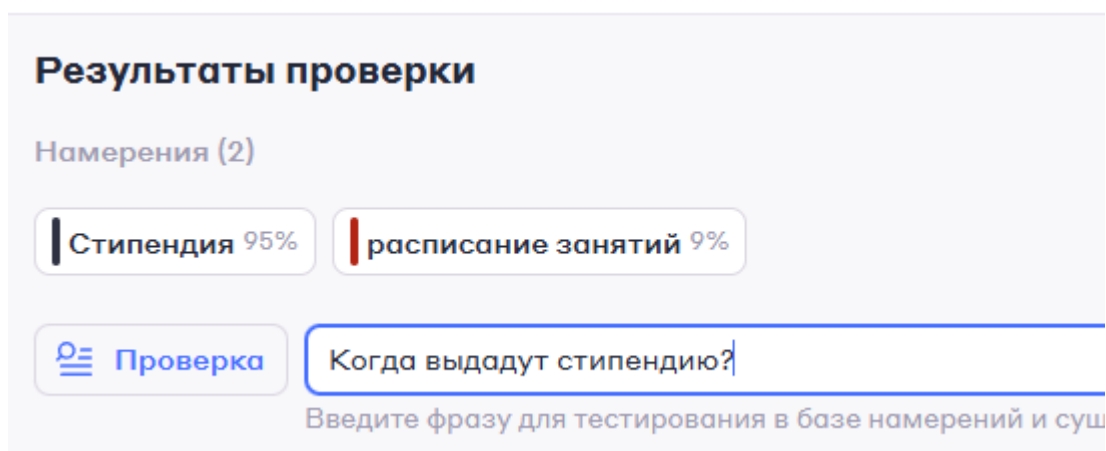 Результаты проверки
Намерения (2)
Стипендия 95% расписание занятий 9%
Проверка Когда выдадут стипендию?
Введите фразу для тестирования в базе намерений и сущ